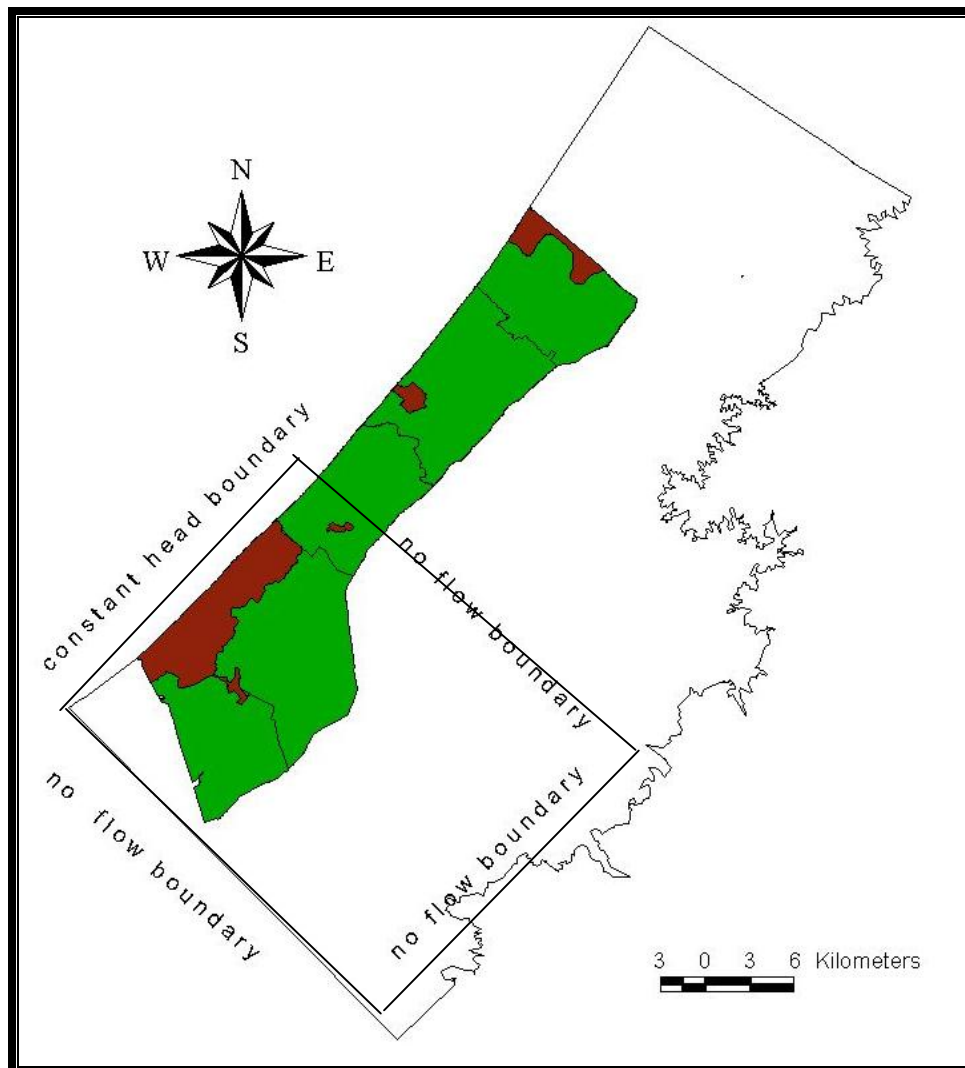 N
W E
S
constant head boundary
no flow boundary
no flow boundary
no flow boundary
3 0 3 6 Kilometers